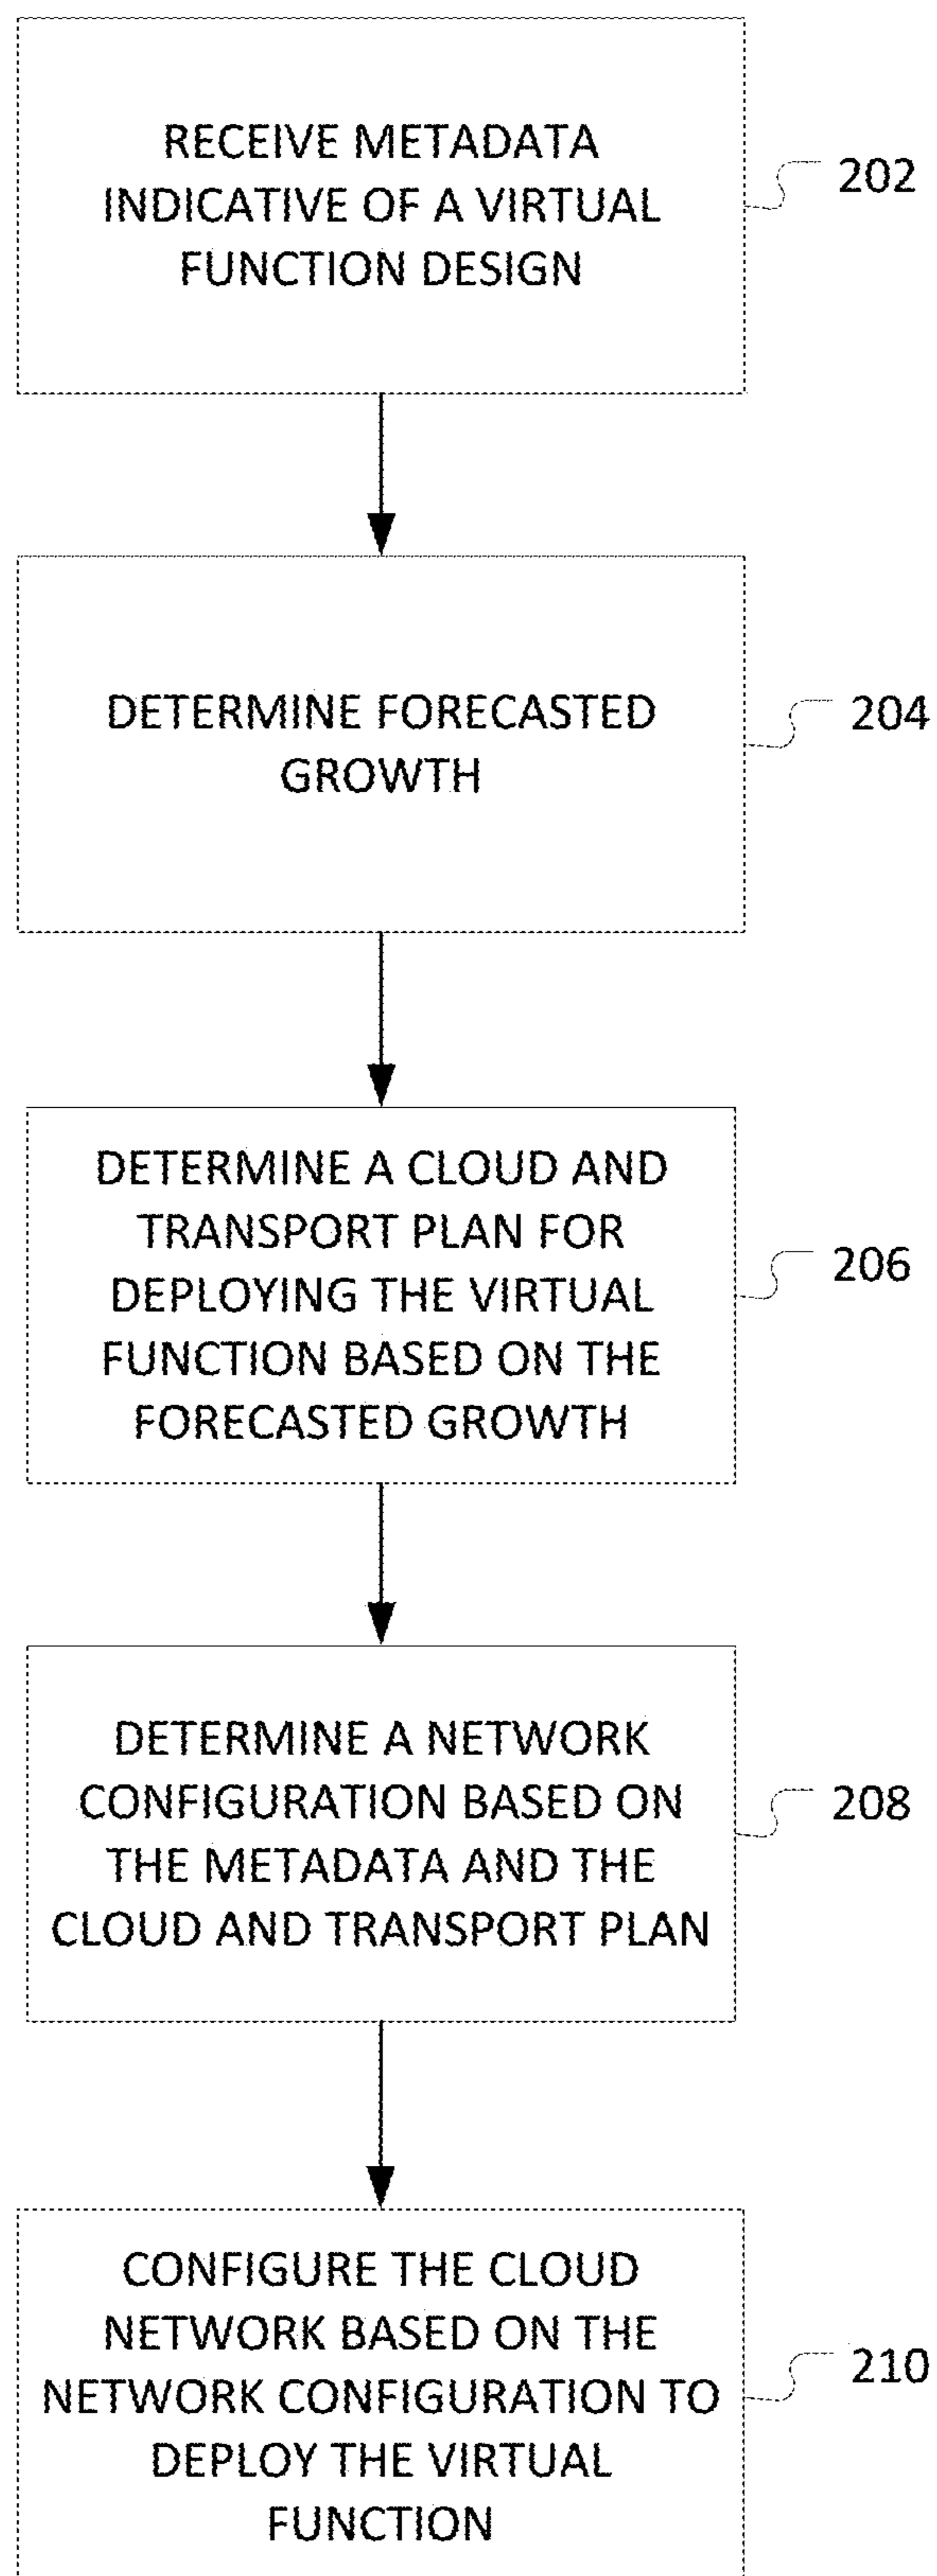 RECEIVE METADATA
INDICATIVE OF A VIRTUAL
FUNCTION DESIGN
202
DETERMINE FORECASTED
GROWTH
204
DETERMINE A CLOUD AND
TRANSPORT PLAN FOR
DEPLOYING THE VIRTUAL
FUNCTION BASED ON THE
FORECASTED GROWTH
206
DETERMINE A NETWORK
CONFIGURATION BASED ON
THE METADATA AND THE
CLOUD AND TRANSPORT PLAN
208
CONFIGURE THE CLOUD
NETWORK BASED ON THE
NETWORK CONFIGURATION TO
DEPLOY THE VIRTUAL
FUNCTION
210